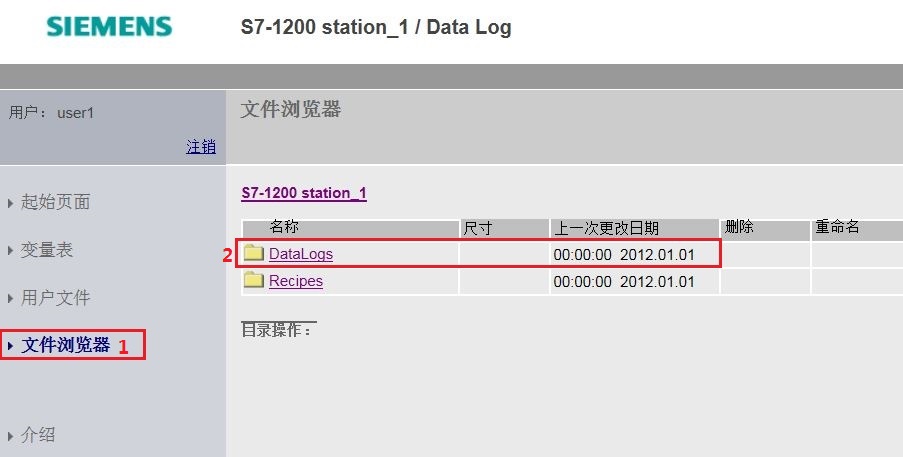 SIEMENS
S7-1200 station_1 / Data Log
用户： user1
注销
文件浏览器
起始页面
变量表
用户文件
文件浏览器 1
介绍
S7-1200 station_1
名称 尺寸 上一次更改日期 删除 重命名
2 DataLogs 00:00:00 2012.01.01
Recipes 00:00:00 2012.01.01
目录操作：